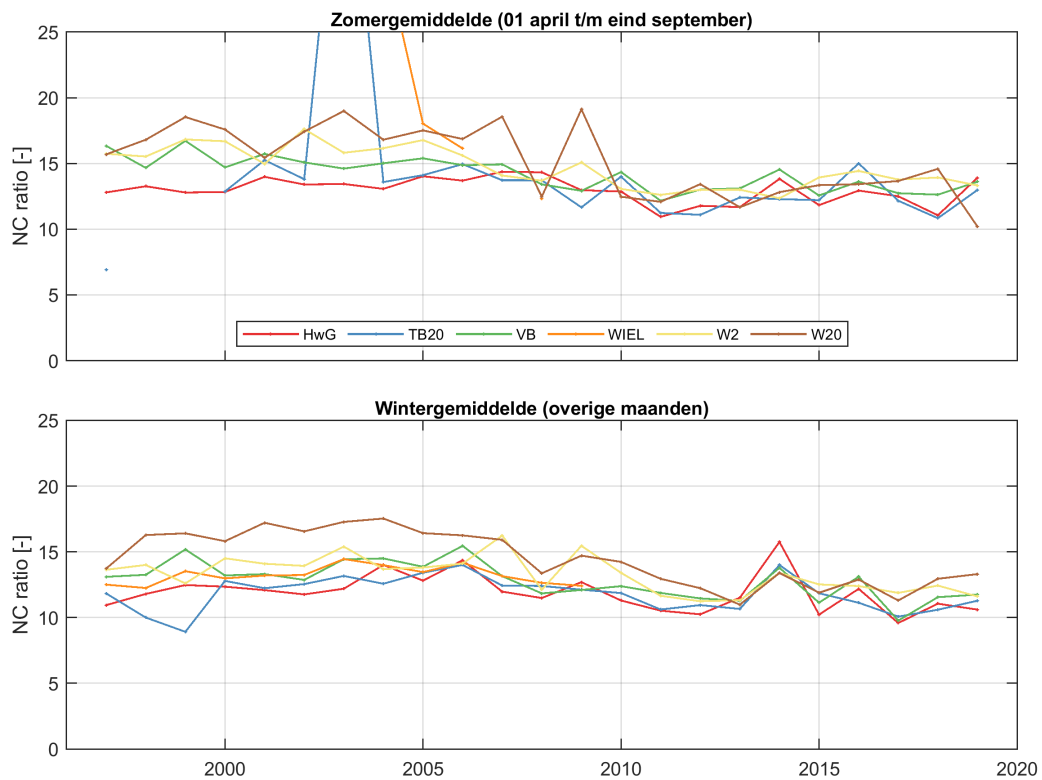 Zomergemiddelde (01 april t/m eind september)
25
20
15
10
5
0
NC ratio [-]
HwG TB20 VB WIEL W2 W20
Wintergemiddelde (overige maanden)
25
20
15
10
5
0
NC ratio [-]
2000 2005 2010 2015 2020